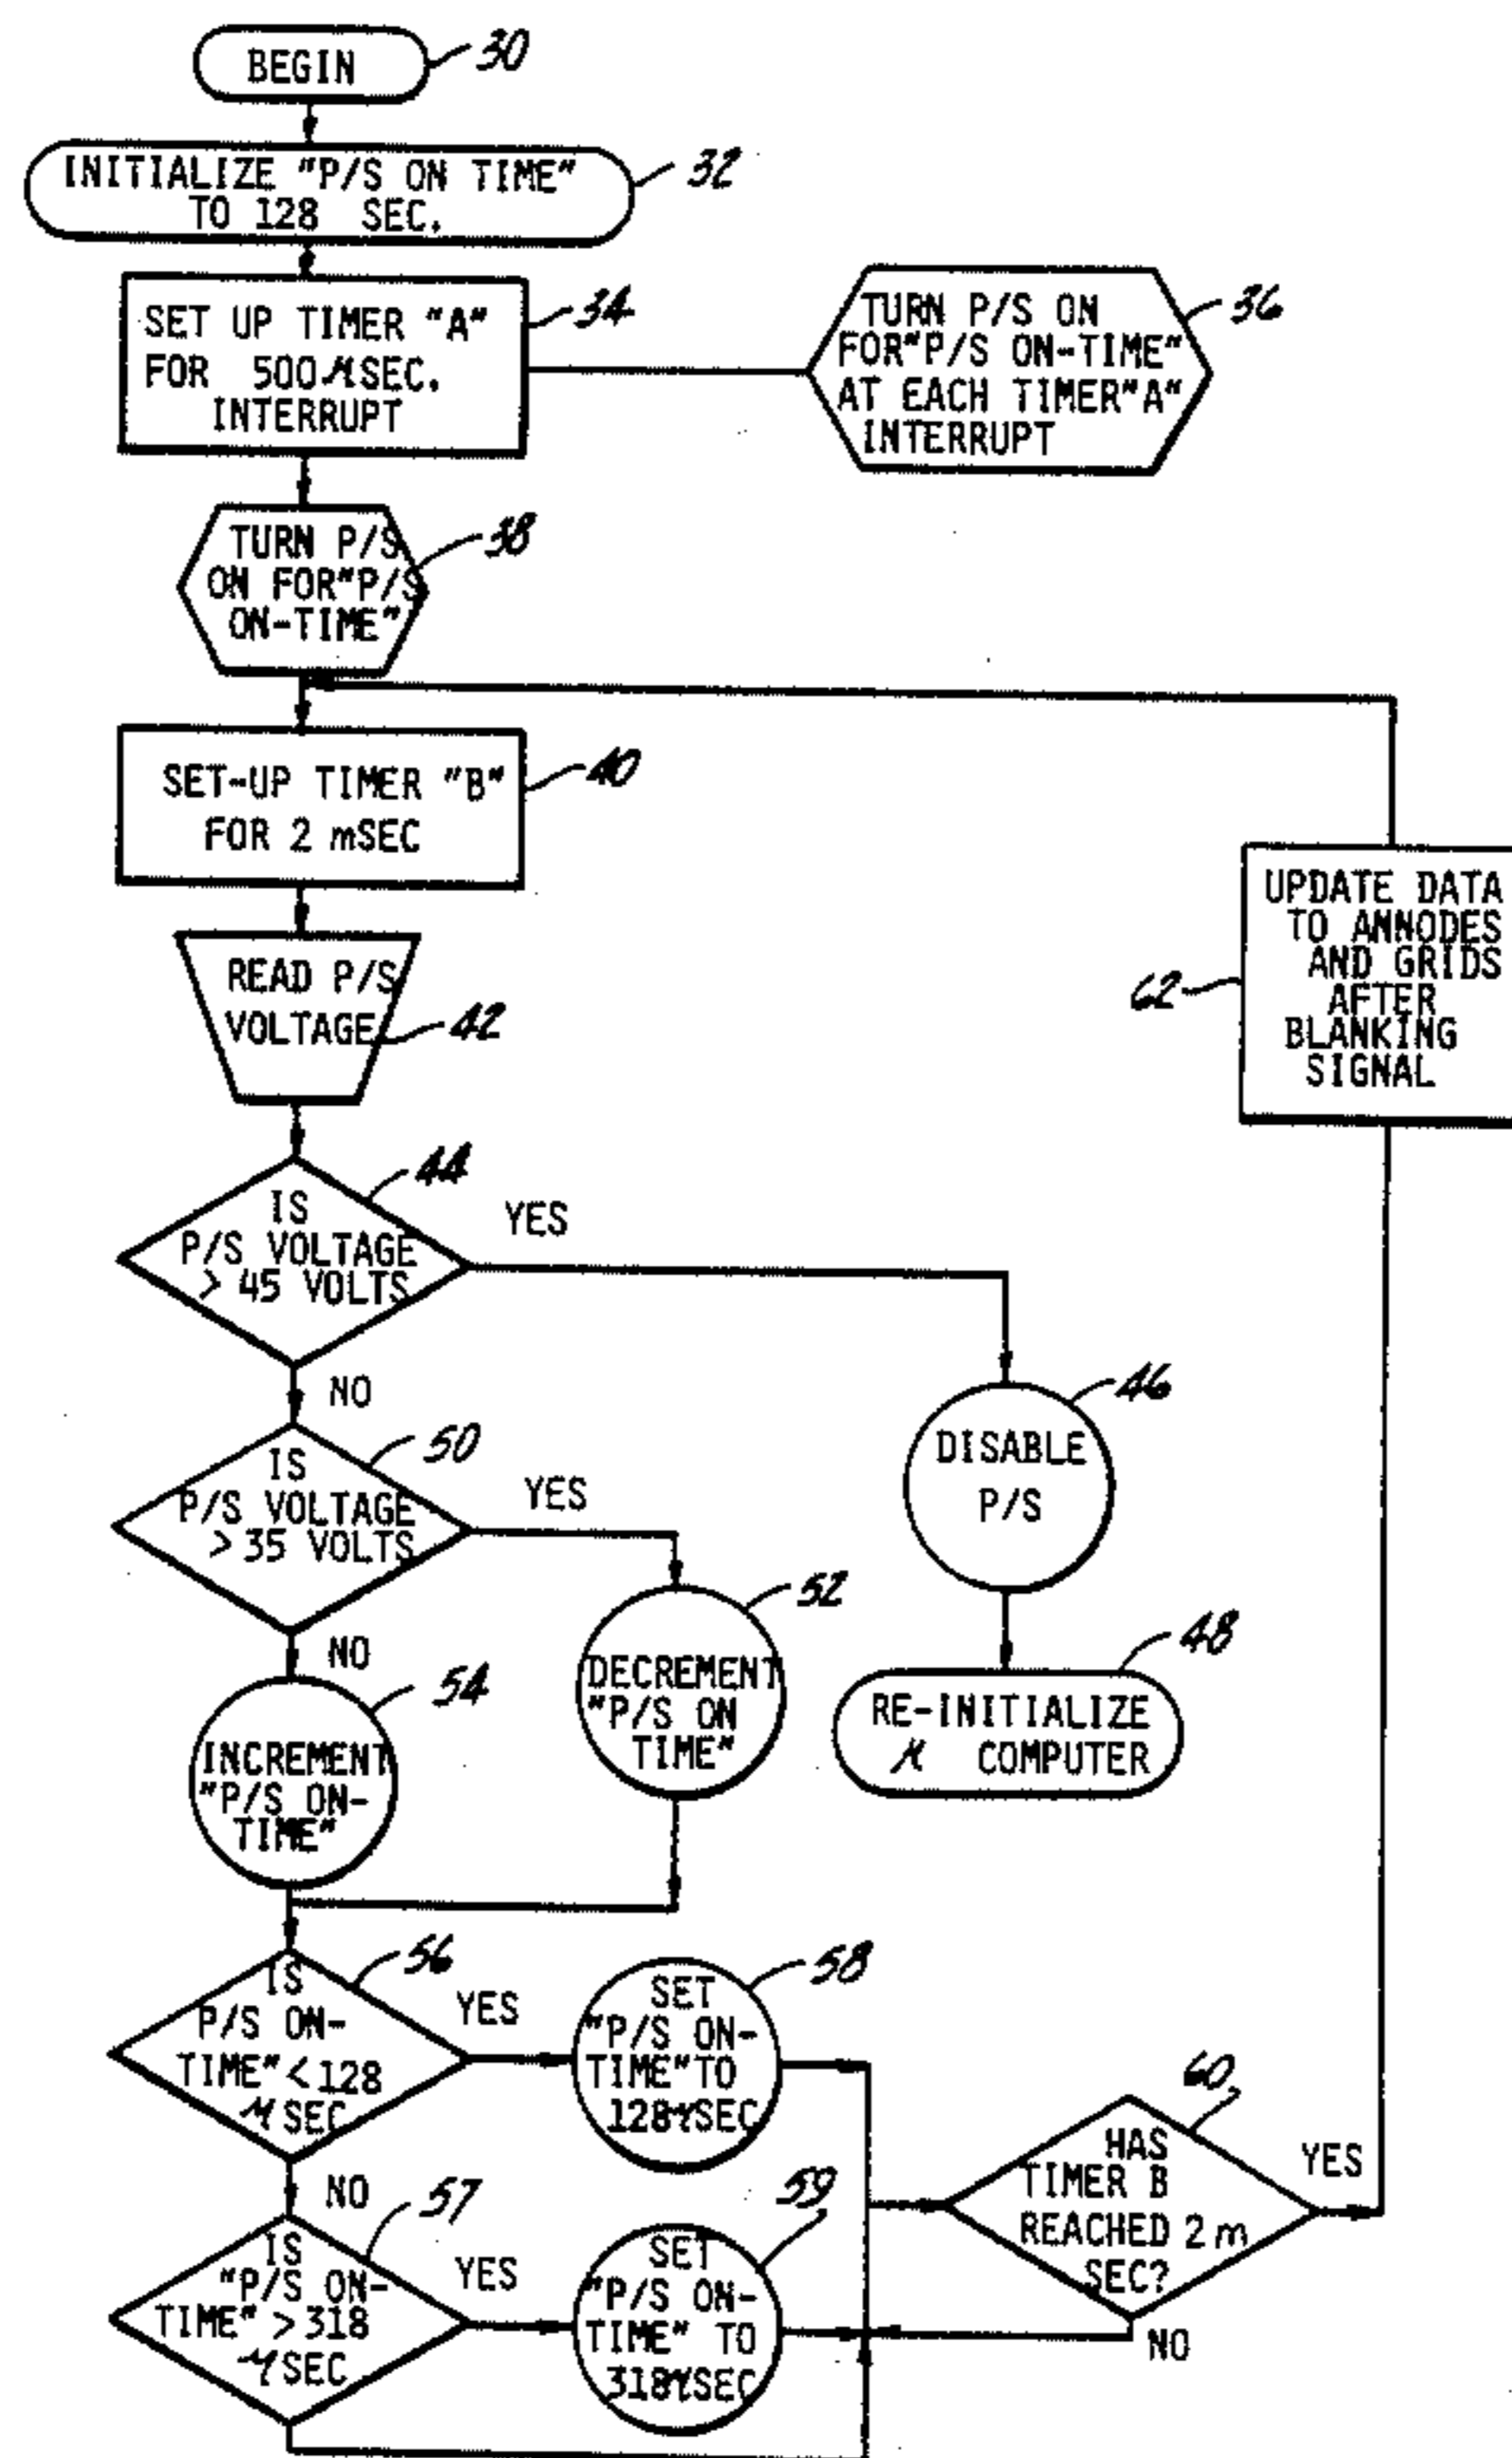 BEGIN
30
INITIALIZE "P/S ON TIME"
TO 128 SEC.
32
SET UP TIMER "A"
FOR 500 μSEC.
INTERRUPT
34
TURN P/S ON
FOR"P/S ON-TIME"
AT EACH TIMER"A"
INTERRUPT
36
TURN P/S
ON FOR"P/S
ON-TIME"
38
SET-UP TIMER "B"
FOR 2 mSEC
40
UPDATE DATA
TO ANNODES
AND GRIDS
AFTER
BLANKING
SIGNAL
62
READ P/S
VOLTAGE
42
IS
P/S VOLTAGE
> 45 VOLTS
44
YES
NO
DISABLE
P/S
46
IS
P/S VOLTAGE
> 35 VOLTS
50
YES
NO
DECREMENT
"P/S ON
TIME"
52
RE-INITIALIZE
μ COMPUTER
48
INCREMENT
"P/S ON-
TIME"
54
IS
P/S ON-
TIME" < 128
μSEC
56
YES
NO
SET
"P/S ON-
TIME"TO
128μSEC
58
HAS
TIMER B
REACHED 2 m
SEC?
60
YES
NO
IS
"P/S ON-
TIME" > 318
μSEC
57
YES
SET
"P/S ON-
TIME" TO
318μSEC
59